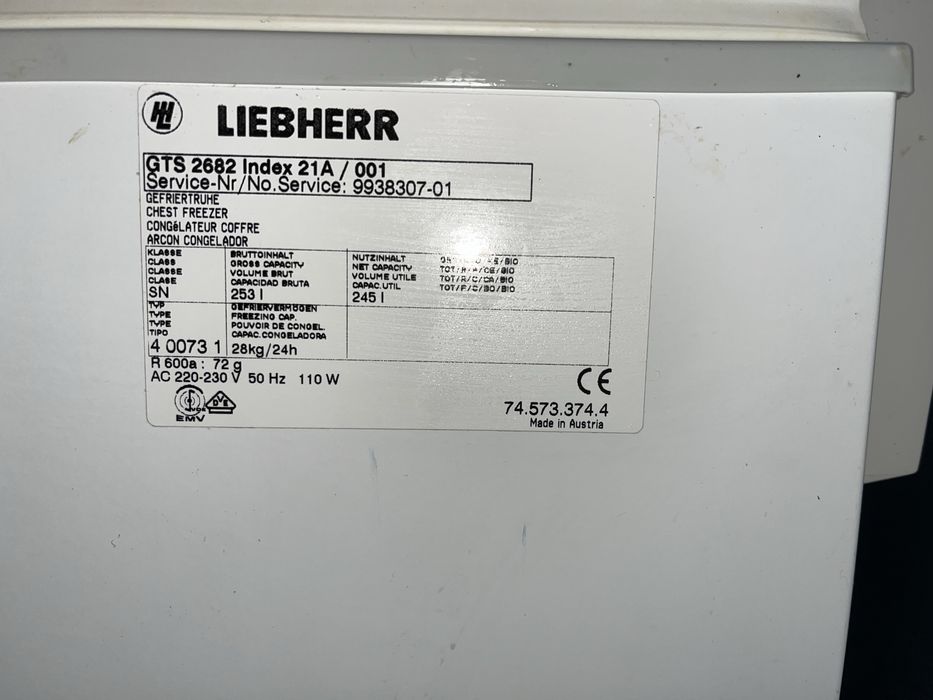 HL LIEBHERR
GTS 2682 Index 21A / 001
Service-Nr/No.Service: 9938307-01
GEFRIERTRUHE
CHEST FREEZER
CONGéLATEUR COFFRE
ARCON CONGELADOR
KLASSE BRUTTOINHALT NUTZINHALT
CLASS GROSS CAPACITY NET CAPACITY
CLASSE VOLUME BRUT VOLUME UTILE
CLASE CAPACIDAD BRUTA CAPAC.UTIL
SN 253 l 245 l
TYP GEFRIERVERMÖGEN
TYPE FREEZING CAP.
TYPE POUVOIR DE CONGEL.
TIPO CAPAC.CONGELADORA
4 0073 1 28kg/24h
R 600a : 72 g
AC 220-230 V 50 Hz 110 W
CE
VDE
EMV
74.573.374.4
Made in Austria